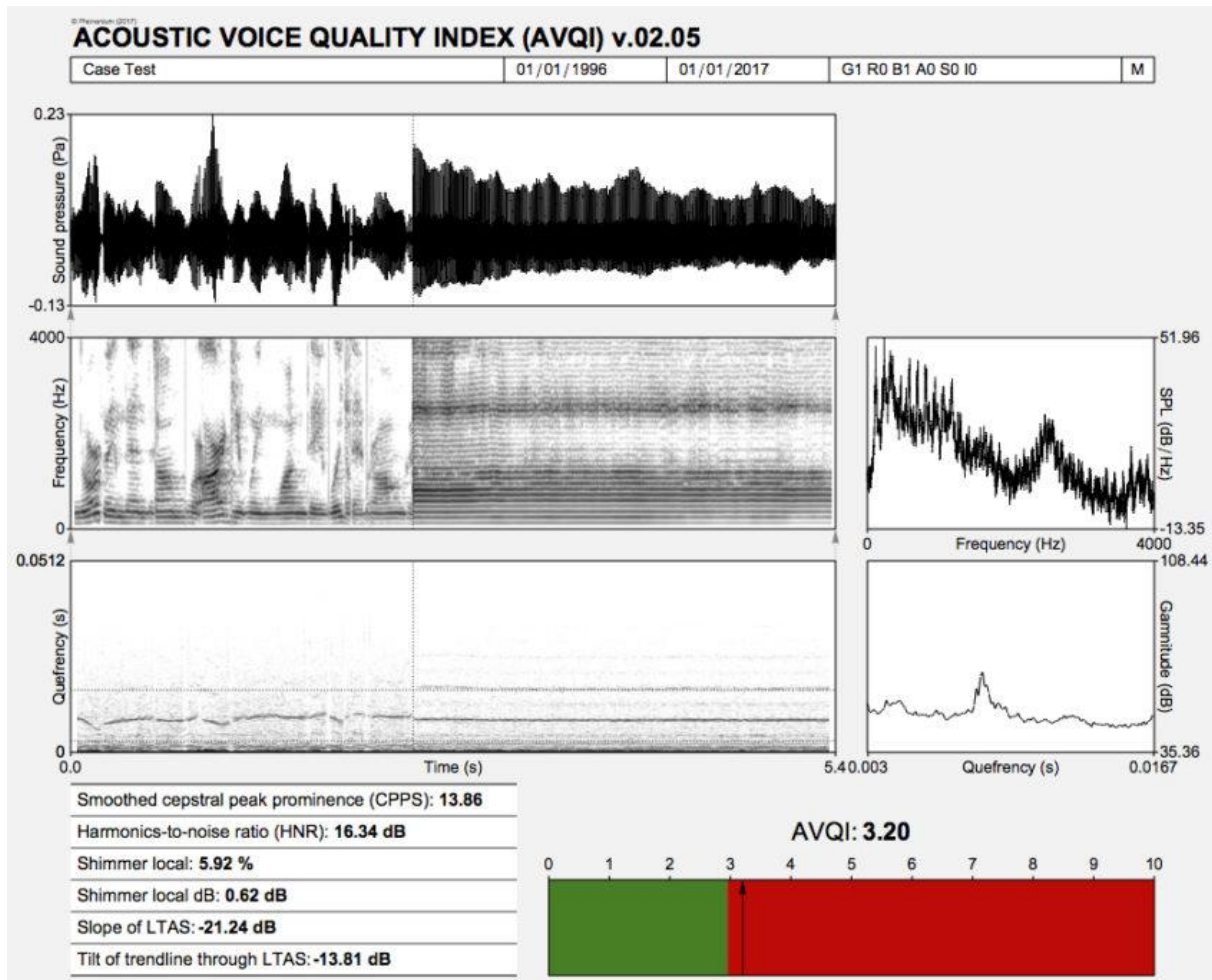 © Phonanium (2017)
ACOUSTIC VOICE QUALITY INDEX (AVQI) v.02.05
Case Test 01/01/1996 01/01/2017 G1 R0 B1 A0 S0 I0 M
0.23
Sound pressure (Pa)
-0.13
4000
Frequency (Hz)
0
51.96
SPL (dB/Hz)
-13.35
0 Frequency (Hz) 4000
0.0512
Quefrency (s)
0
0.0 Time (s) 5.4
108.44
Gamnitude (dB)
35.36
0.003 Quefrency (s) 0.0167
Smoothed cepstral peak prominence (CPPS): 13.86
Harmonics-to-noise ratio (HNR): 16.34 dB
Shimmer local: 5.92 %
Shimmer local dB: 0.62 dB
Slope of LTAS: -21.24 dB
Tilt of trendline through LTAS: -13.81 dB
AVQI: 3.20
0 1 2 3 4 5 6 7 8 9 10